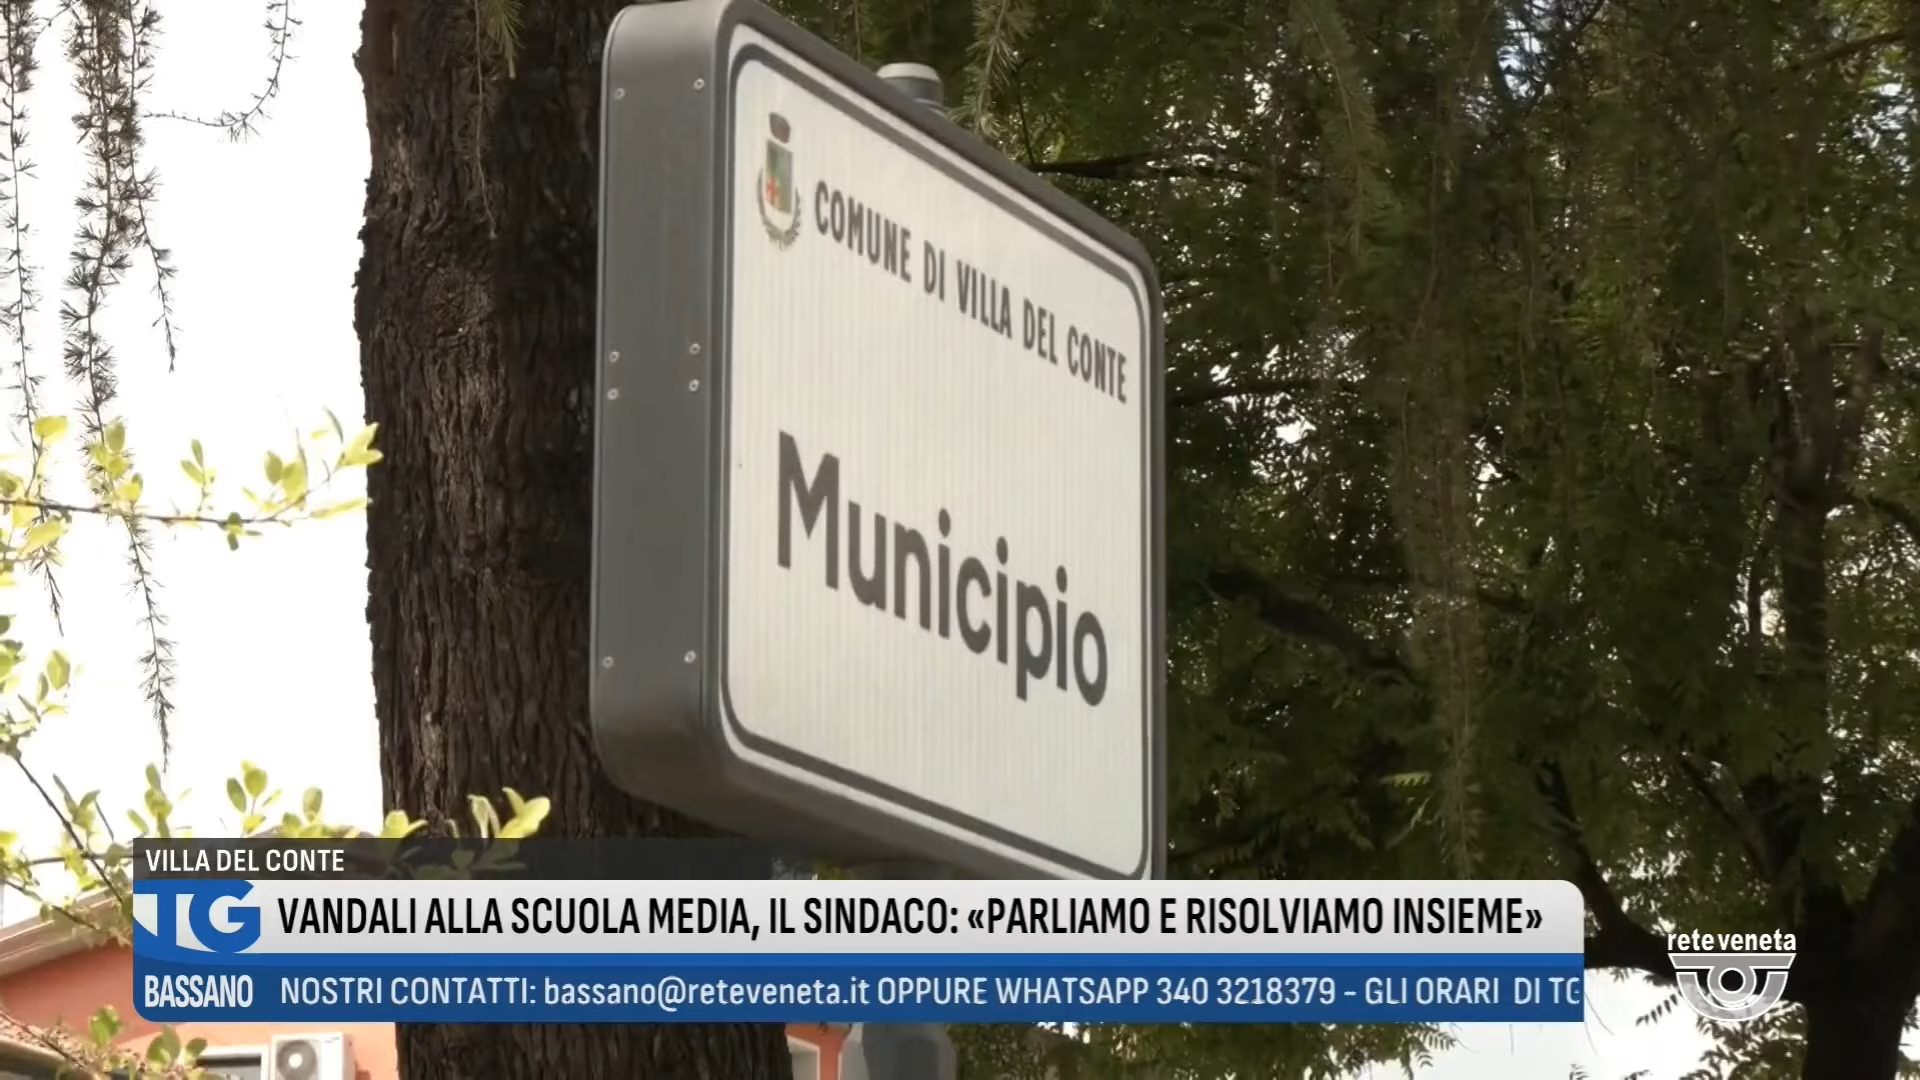 COMUNE DI VILLA DEL CONTE
Municipio
VILLA DEL CONTE
TG VANDALI ALLA SCUOLA MEDIA, IL SINDACO: «PARLIAMO E RISOLVIAMO INSIEME»
BASSANO NOSTRI CONTATTI: bassano@reteveneta.it OPPURE WHATSAPP 340 3218379 - GLI ORARI DI TG
rete veneta